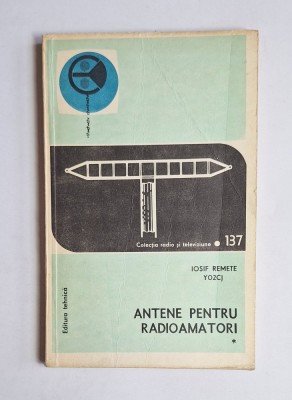 Colecția radio și televiziune • 137
IOSIF REMETE
YO2CJ
ANTENE PENTRU
RADIOAMATORI
*
Editura tehnică